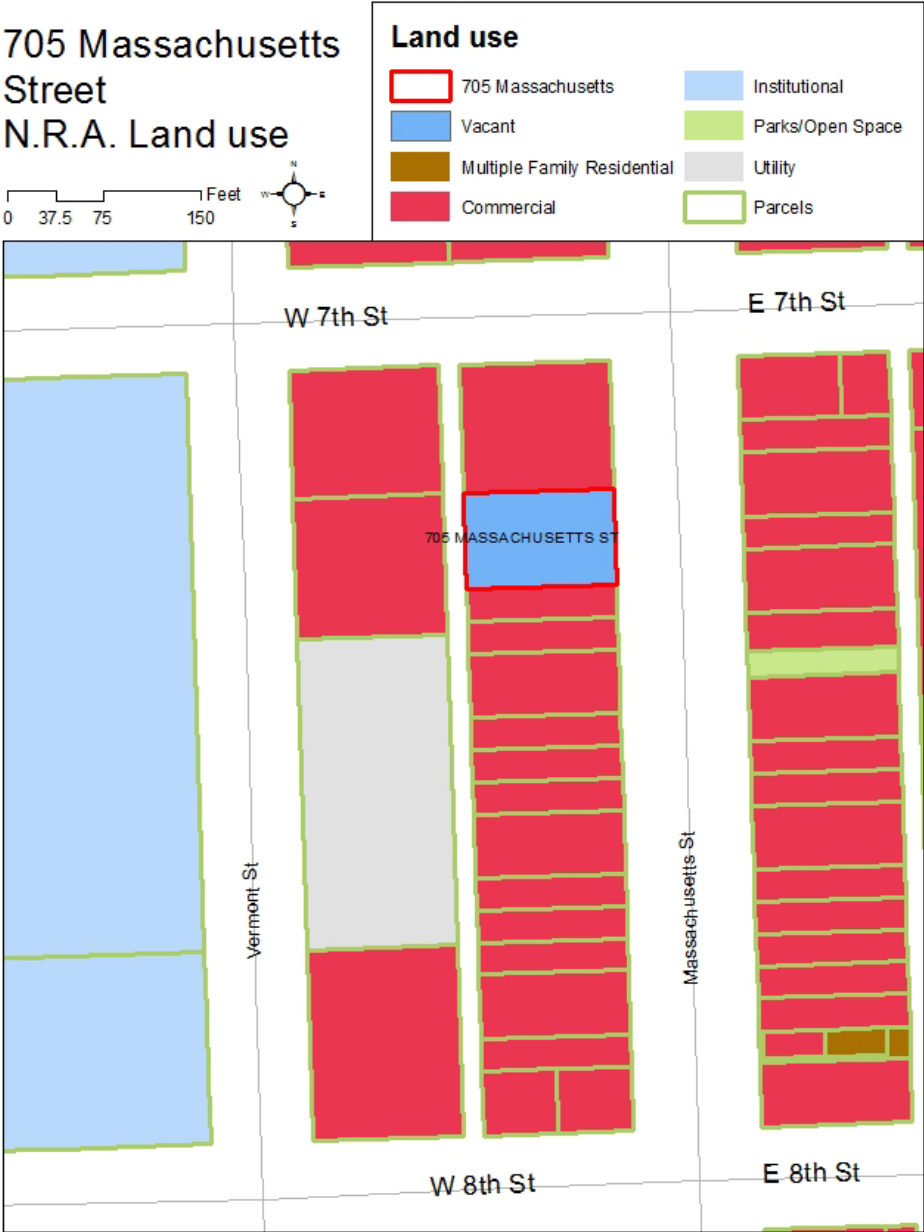 705 Massachusetts
Street
N.R.A. Land use
0 37.5 75 150 Feet
N
W E
S
Land use
705 Massachusetts
Vacant
Multiple Family Residential
Commercial
Institutional
Parks/Open Space
Utility
Parcels
W 7th St
E 7th St
705 MASSACHUSETTS ST
Vermont St
Massachusetts St
W 8th St
E 8th St